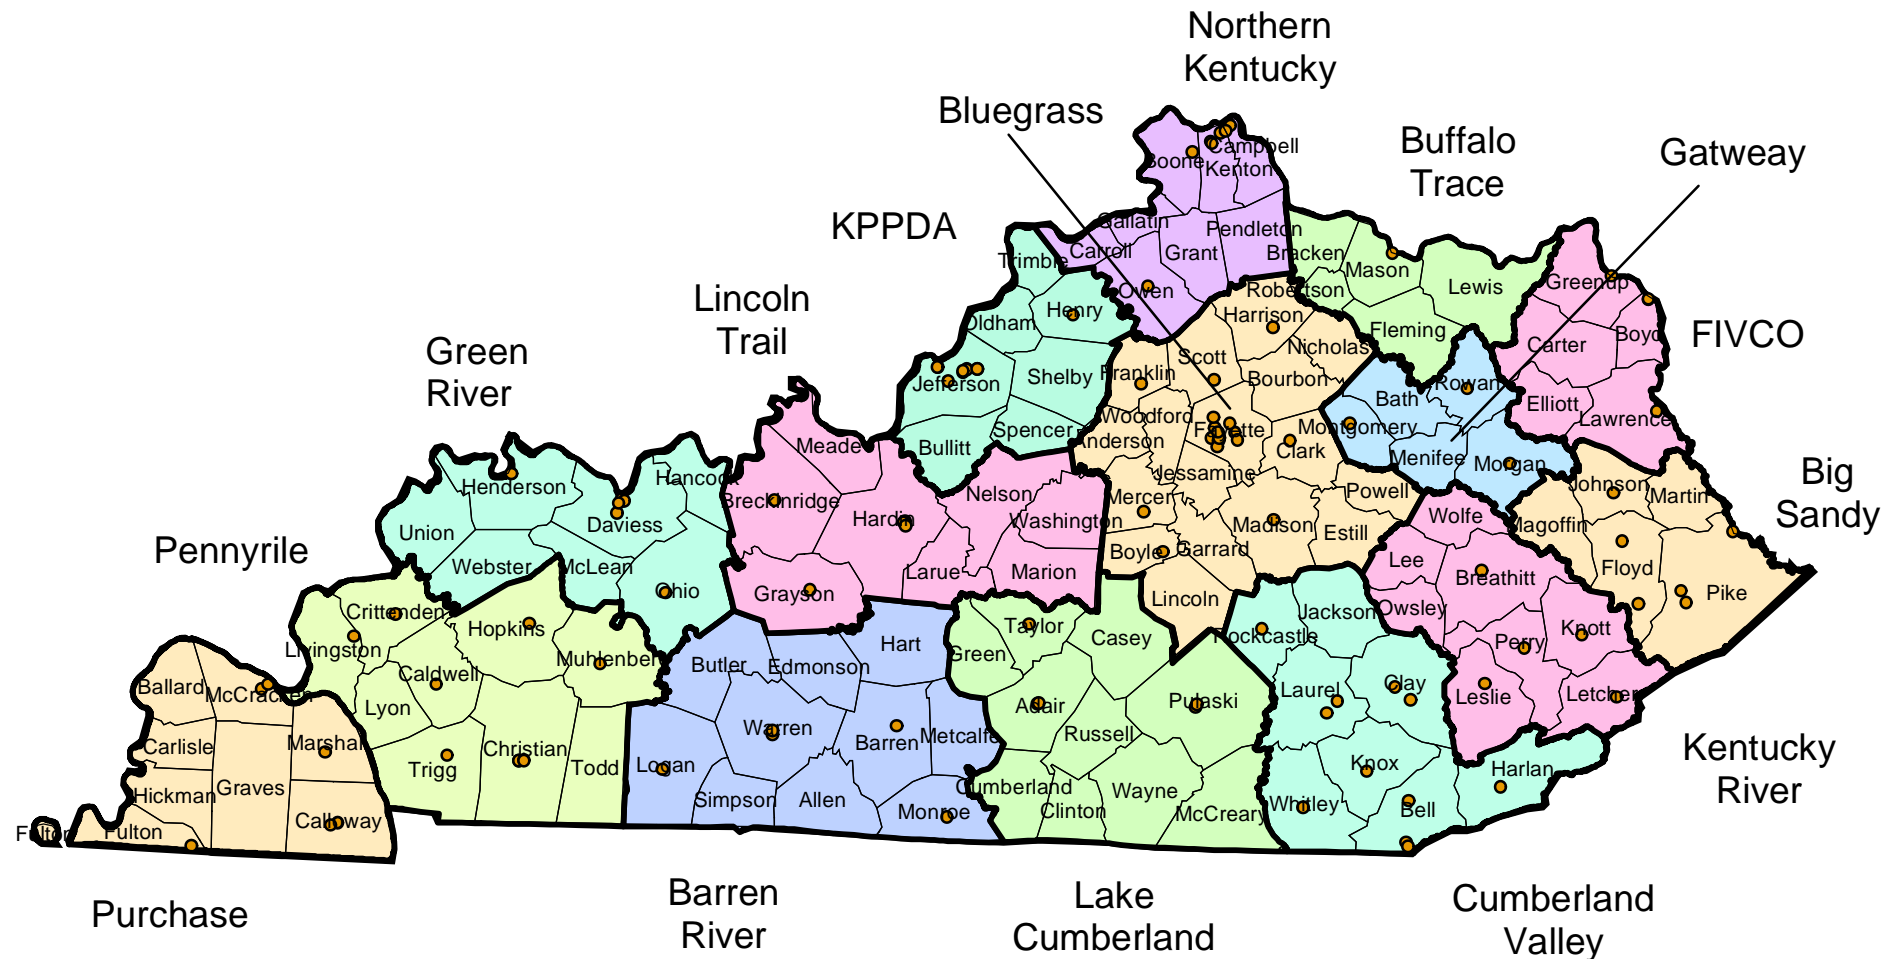 Northern
Kentucky
Bluegrass
Buffalo
Trace
Gatweay
KPPDA
Lincoln
Trail
Green
River
FIVCO
Big
Sandy
Pennyrile
Kentucky
River
Purchase
Barren
River
Lake
Cumberland
Cumberland
Valley
Boone
Campbell
Kenton
Gallatin
Carroll
Grant
Pendleton
Owen
Trimble
Henry
Oldham
Jefferson
Shelby
Spencer
Bullitt
Bracken
Mason
Robertson
Lewis
Fleming
Greenup
Boyd
Carter
Elliott
Lawrence
Rowan
Bath
Montgomery
Menifee
Morgan
Harrison
Nicholas
Scott
Bourbon
Franklin
Woodford
Anderson
Fayette
Clark
Jessamine
Mercer
Powell
Madison
Estill
Boyle
Garrard
Lincoln
Johnson
Martin
Magoffin
Floyd
Pike
Wolfe
Lee
Breathitt
Owsley
Perry
Knott
Leslie
Letcher
Meade
Breckinridge
Hardin
Nelson
Washington
Larue
Marion
Grayson
Hancock
Henderson
Daviess
Union
Webster
McLean
Ohio
Crittenden
Hopkins
Livingston
Muhlenberg
Caldwell
Lyon
Trigg
Christian
Todd
Ballard
McCracken
Carlisle
Marshall
Graves
Hickman
Fulton
Fulton
Calloway
Butler
Edmonson
Hart
Warren
Barren
Metcalfe
Logan
Simpson
Allen
Monroe
Taylor
Casey
Green
Adair
Pulaski
Russell
Cumberland
Clinton
Wayne
McCreary
Jackson
Rockcastle
Laurel
Clay
Knox
Whitley
Bell
Harlan